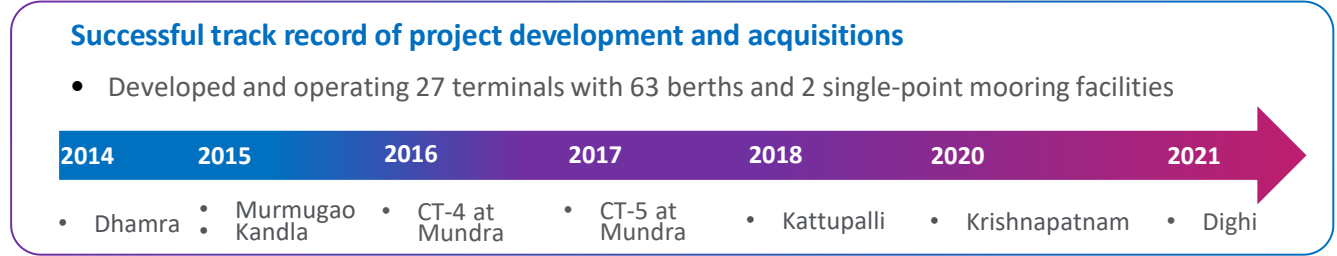 Successful track record of project development and acquisitions
• Developed and operating 27 terminals with 63 berths and 2 single-point mooring facilities
2014 2015 2016 2017 2018 2020 2021
• Dhamra
• Murmugao
• Kandla
• CT-4 at
Mundra
• CT-5 at
Mundra
• Kattupalli
• Krishnapatnam
• Dighi